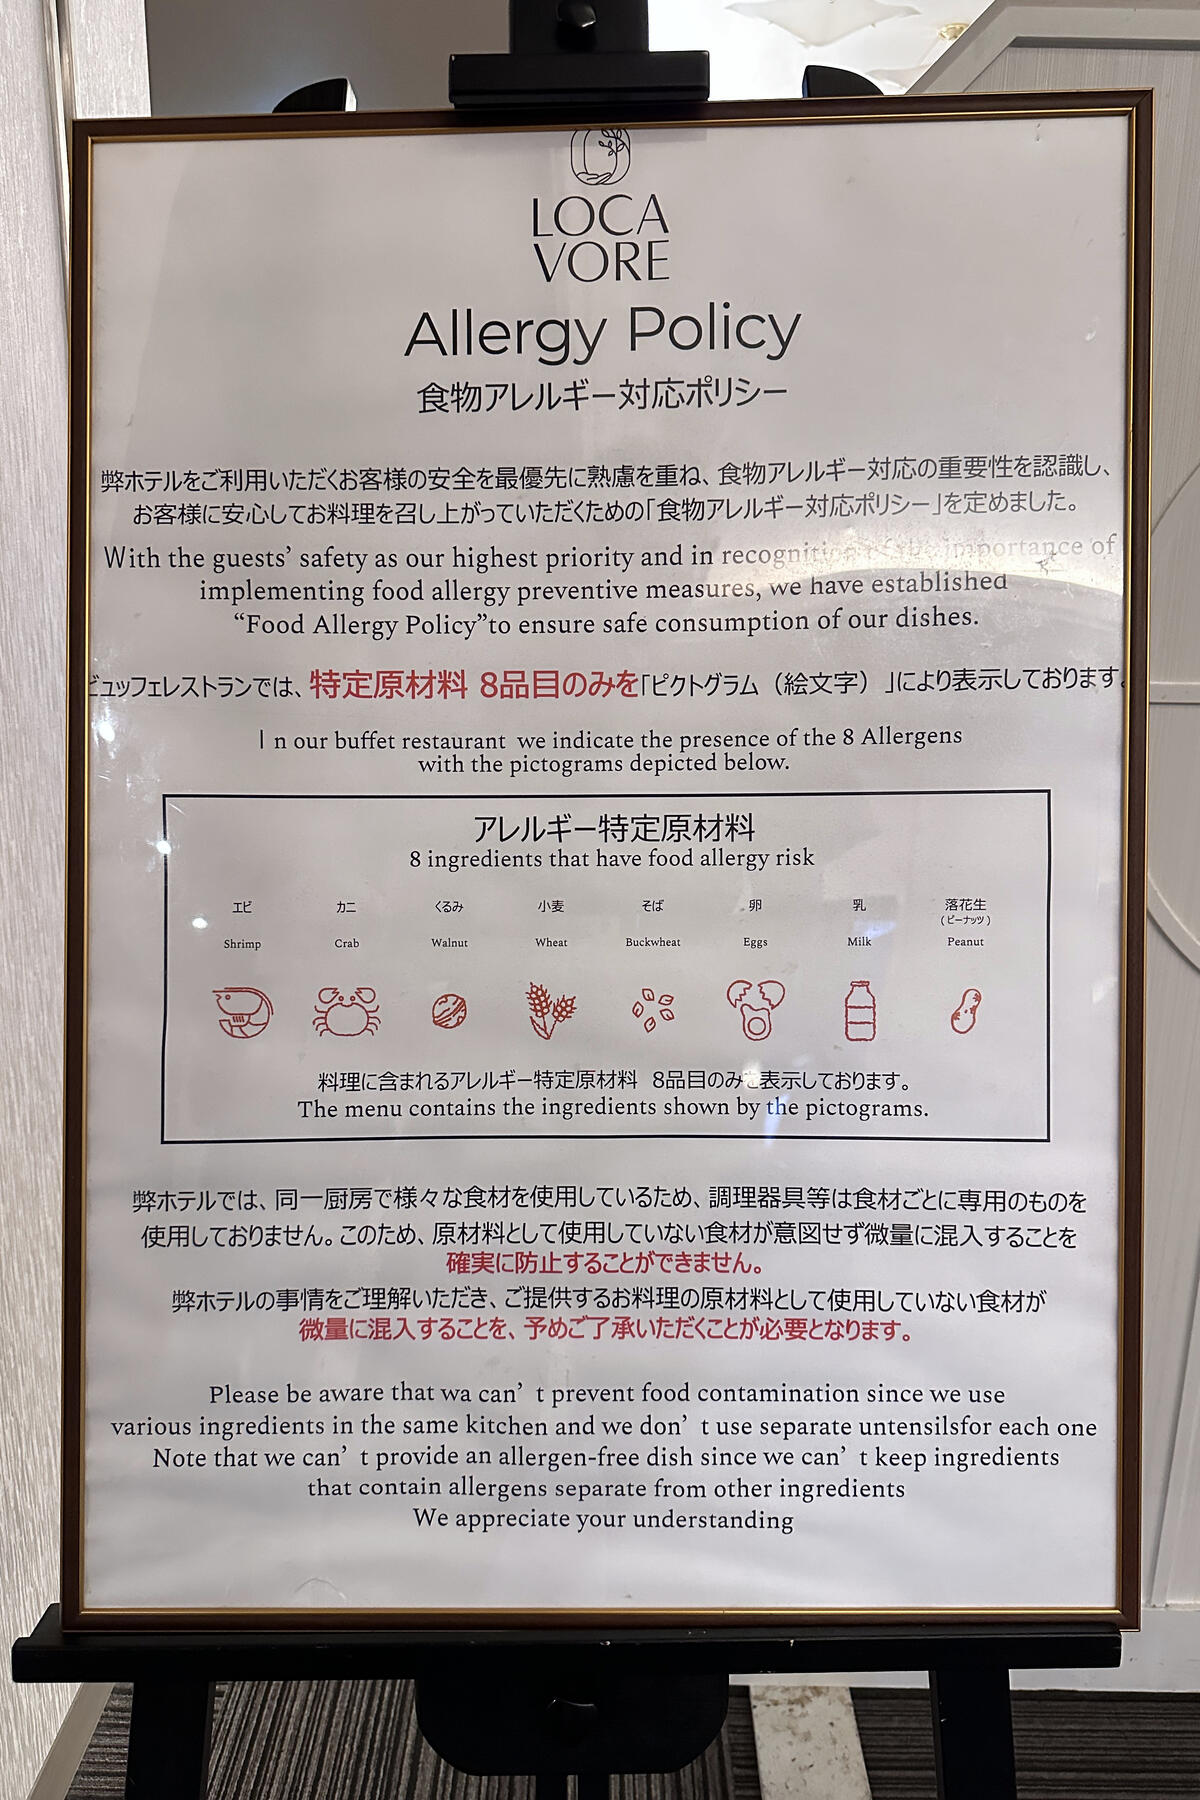 LOCA
VORE
Allergy Policy
食物アレルギー対応ポリシー
弊ホテルをご利用いただくお客様の安全を最優先に熟慮を重ね、食物アレルギー対応の重要性を認識し、
お客様に安心してお料理を召し上がっていただくための「食物アレルギー対応ポリシー」を定めました。
With the guests’ safety as our highest priority and in recognition of the importance of
implementing food allergy preventive measures, we have established
“Food Allergy Policy”to ensure safe consumption of our dishes.
ビュッフェレストランでは、特定原材料 8品目のみを「ピクトグラム（絵文字）」により表示しております。
In our buffet restaurant we indicate the presence of the 8 Allergens
with the pictograms depicted below.
アレルギー特定原材料
8 ingredients that have food allergy risk
エビ カニ くるみ 小麦 そば 卵 乳 落花生
(ピーナッツ)
Shrimp Crab Walnut Wheat Buckwheat Eggs Milk Peanut
料理に含まれるアレルギー特定原材料 8品目のみを表示しております。
The menu contains the ingredients shown by the pictograms.
弊ホテルでは、同一厨房で様々な食材を使用しているため、調理器具等は食材ごとに専用のものを
使用しておりません。このため、原材料として使用していない食材が意図せず微量に混入することを
確実に防止することができません。
弊ホテルの事情をご理解いただき、ご提供するお料理の原材料として使用していない食材が
微量に混入することを、予めご了承いただくことが必要となります。
Please be aware that wa can’t prevent food contamination since we use
various ingredients in the same kitchen and we don’t use separate untensilsfor each one
Note that we can’t provide an allergen-free dish since we can’t keep ingredients
that contain allergens separate from other ingredients
We appreciate your understanding